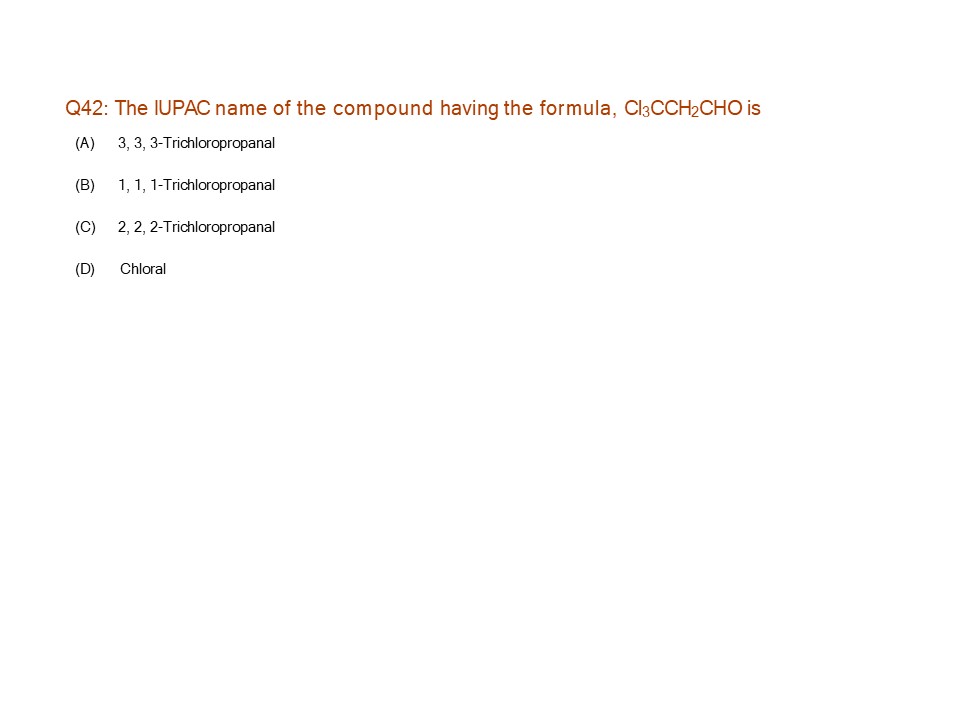 Q42: The IUPAC name of the compound having the formula, Cl₃CCH₂CHO is
(A) 3, 3, 3-Trichloropropanal
(B) 1, 1, 1-Trichloropropanal
(C) 2, 2, 2-Trichloropropanal
(D) Chloral